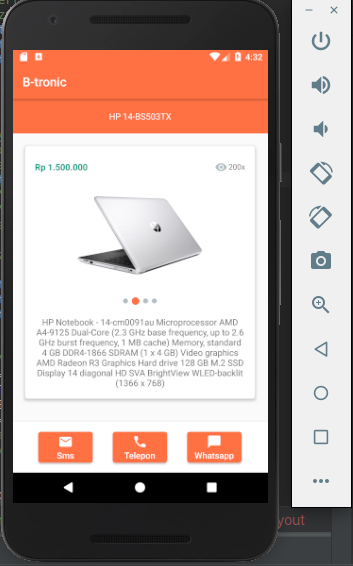 4:32
B-tronic
HP 14-BS503TX
Rp 1.500.000
200x
HP Notebook - 14-cm0091au Microprocessor AMD
A4-9125 Dual-Core (2.3 GHz base frequency, up to 2.6
GHz burst frequency, 1 MB cache) Memory, standard
4 GB DDR4-1866 SDRAM (1 x 4 GB) Video graphics
AMD Radeon R3 Graphics Hard drive 128 GB M.2 SSD
Display 14 diagonal HD SVA BrightView WLED-backlit
(1366 x 768)
Sms
Telepon
Whatsapp
yout